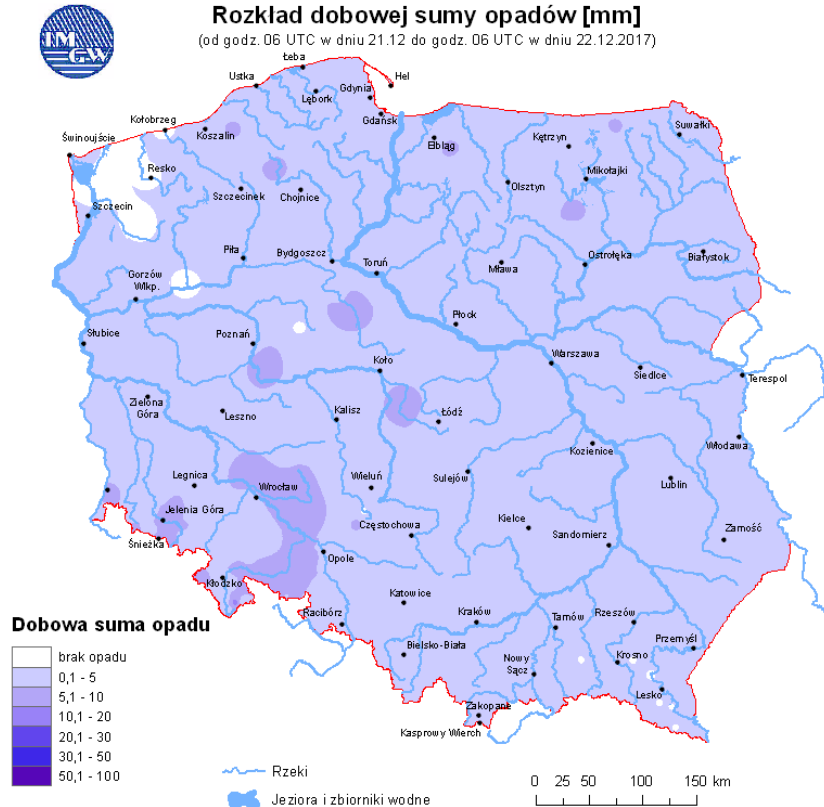 IM
GW
Rozkład dobowej sumy opadów [mm]
(od godz. 06 UTC w dniu 21.12 do godz. 06 UTC w dniu 22.12.2017)
Łeba
Ustka
Hel
Gdynia
Lębork
Kołobrzeg
Gdańsk
Koszalin
Suwałki
Świnoujście
Elbląg
Kętrzyn
Resko
Mikołajki
Szczecinek
Chojnice
Olsztyn
Szczecin
Piła
Bydgoszcz
Toruń
Mława
Ostrołęka
Białystok
Gorzów
Wlkp.
Płock
Słubice
Poznań
Warszawa
Koło
Siedlce
Terespol
Zielona
Góra
Leszno
Kalisz
Łódź
Włodawa
Kozienice
Legnica
Wieluń
Sulejów
Lublin
Wrocław
Jelenia Góra
Częstochowa
Kielce
Śnieżka
Sandomierz
Zamość
Opole
Kłodzko
Katowice
Racibórz
Kraków
Tarnów
Rzeszów
Przemyśl
Bielsko-Biała
Nowy
Sącz
Krosno
Lesko
Zakopane
Kasprowy Wierch
Dobowa suma opadu
brak opadu
0,1 - 5
5,1 - 10
10,1 - 20
20,1 - 30
30,1 - 50
50,1 - 100
Rzeki
Jeziora i zbiorniki wodne
0 25 50 100 150 km